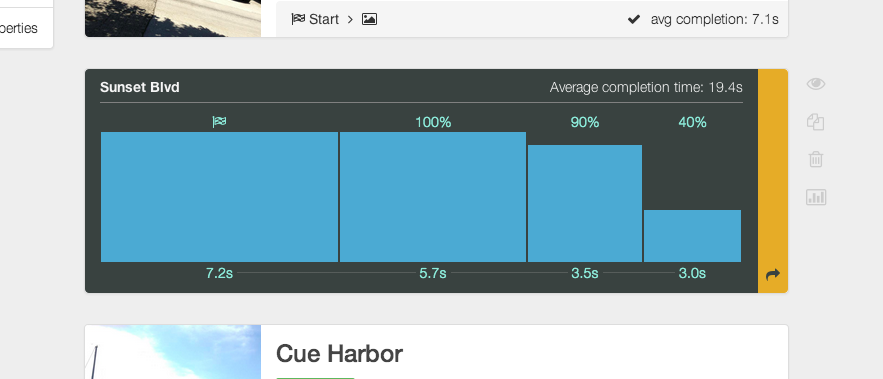 perties
Start > avg completion: 7.1s
Sunset Blvd Average completion time: 19.4s
100% 90% 40%
7.2s 5.7s 3.5s 3.0s
Cue Harbor